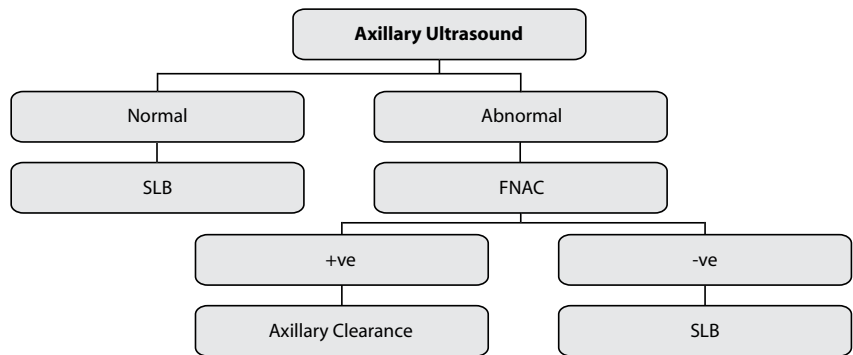 Axillary Ultrasound
Normal
Abnormal
SLB
FNAC
+ve
-ve
Axillary Clearance
SLB